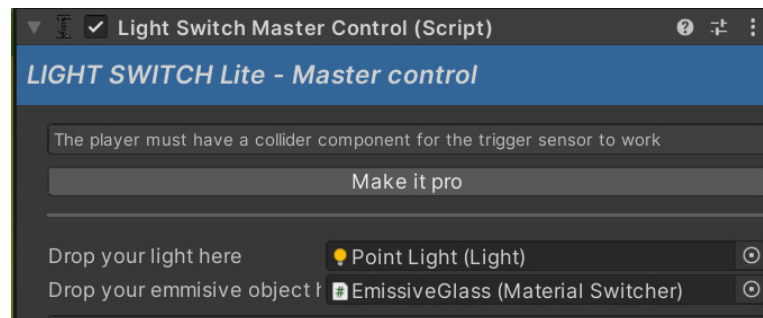 Light Switch Master Control (Script)
LIGHT SWITCH Lite - Master control
The player must have a collider component for the trigger sensor to work
Make it pro
Drop your light here Point Light (Light)
Drop your emmisive object h EmissiveGlass (Material Switcher)